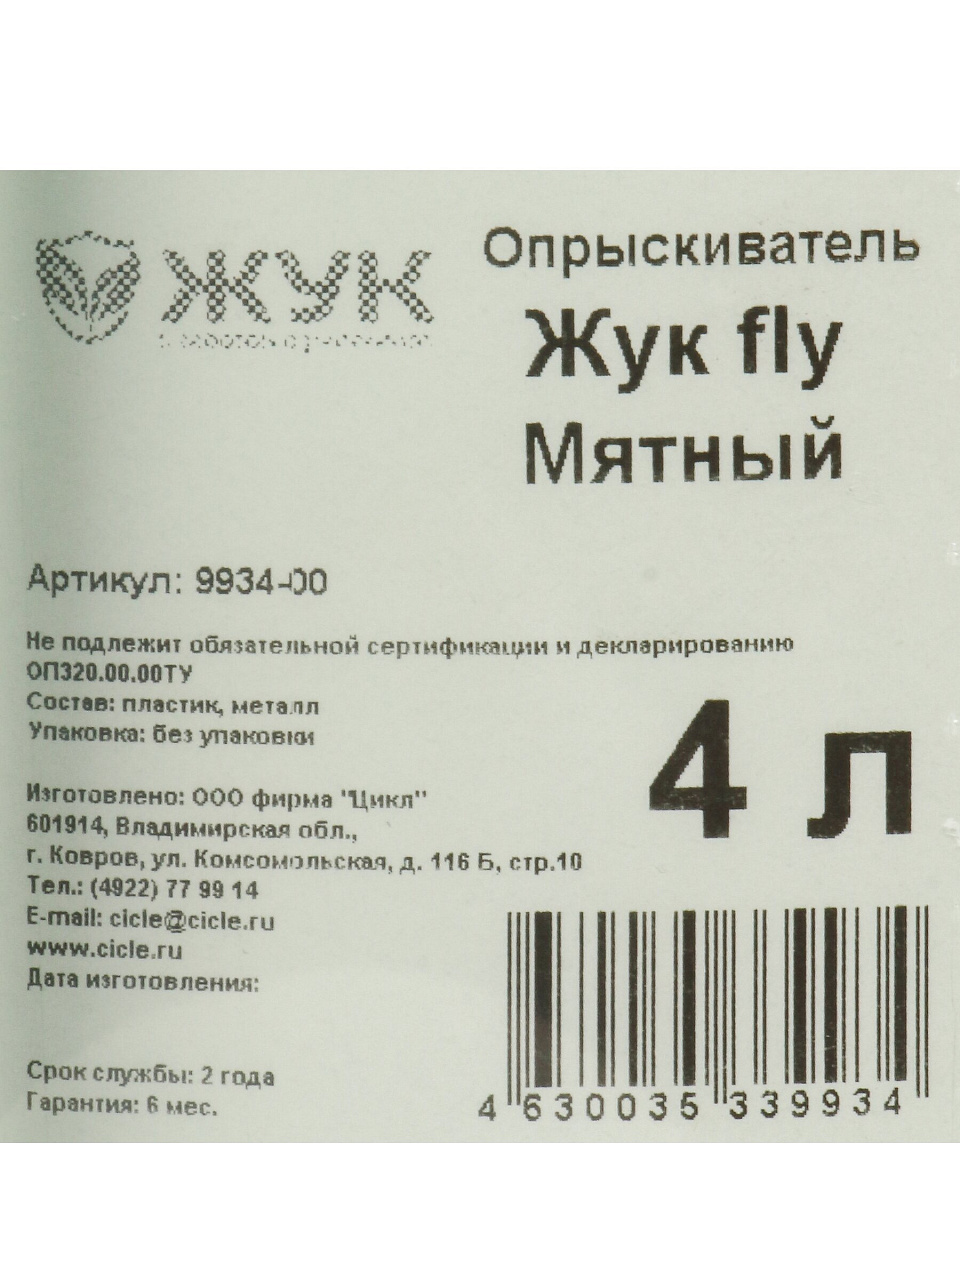 ЖУК
Опрыскиватель
Жук fly
Мятный
Артикул: 9934-00
Не подлежит обязательной сертификации и декларированию
ОП320.00.00ТУ
Состав: пластик, металл
Упаковка: без упаковки
4 л
Изготовлено: ООО фирма "Цикл"
601914, Владимирская обл.,
г. Ковров, ул. Комсомольская, д. 116 Б, стр.10
Тел.: (4922) 77 99 14
E-mail: cicle@cicle.ru
www.cicle.ru
Дата изготовления:
Срок службы: 2 года
Гарантия: 6 мес.
4 630035 339934